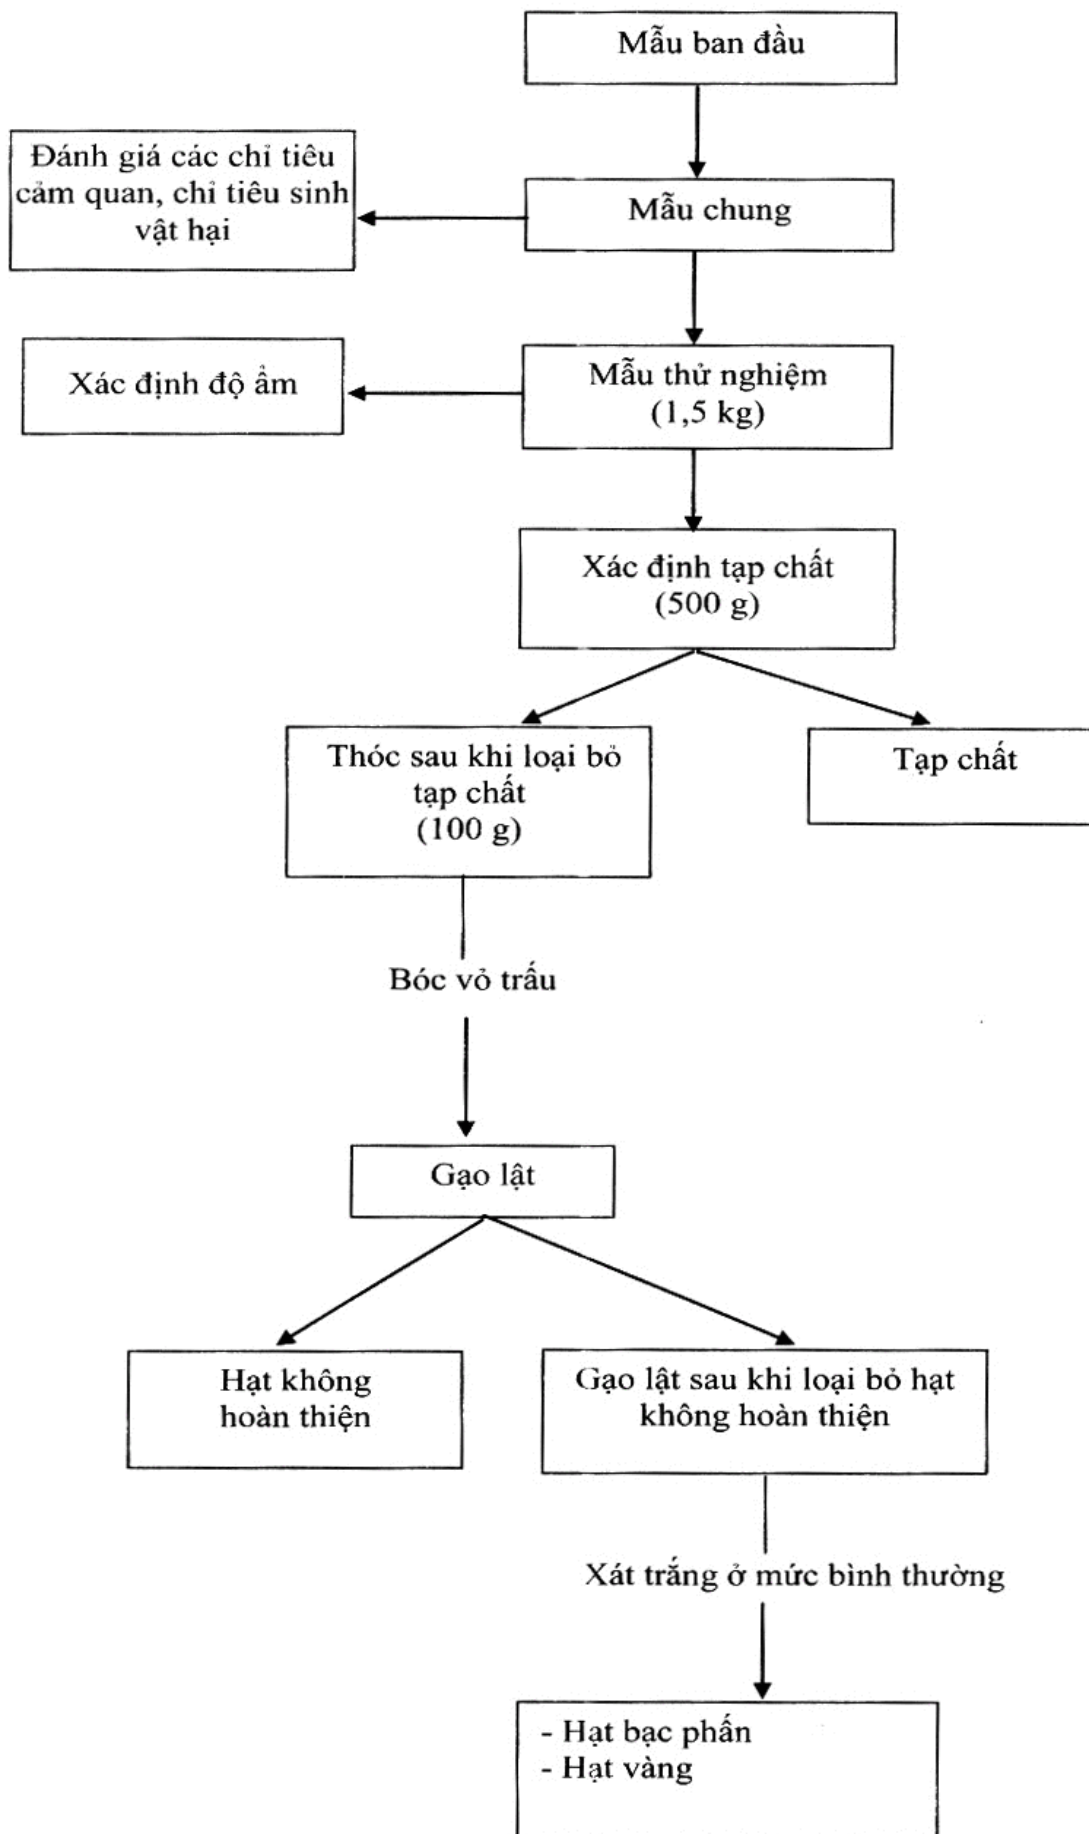 Mẫu ban đầu
Đánh giá các chỉ tiêu
cảm quan, chỉ tiêu sinh
vật hại
Mẫu chung
Xác định độ ẩm
Mẫu thử nghiệm
(1,5 kg)
Xác định tạp chất
(500 g)
Thóc sau khi loại bỏ
tạp chất
(100 g)
Tạp chất
Bóc vỏ trấu
Gạo lật
Hạt không
hoàn thiện
Gạo lật sau khi loại bỏ hạt
không hoàn thiện
Xát trắng ở mức bình thường
- Hạt bạc phấn
- Hạt vàng